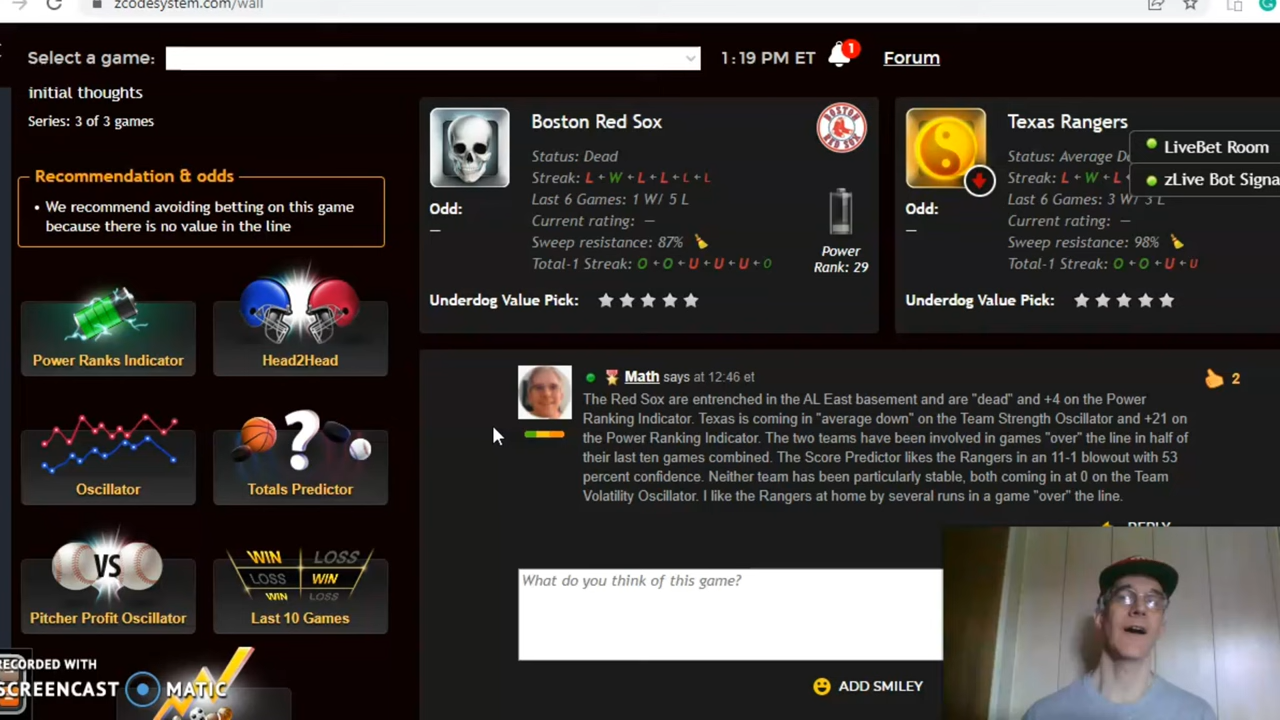 zcodesystem.com/wall
Select a game:
1:19 PM ET
1
Forum
initial thoughts
Series: 3 of 3 games
Recommendation & odds
• We recommend avoiding betting on this game
because there is no value in the line
Power Ranks Indicator
Head2Head
Oscillator
Totals Predictor
VS
Pitcher Profit Oscillator
WIN LOSS
LOSS WIN
WIN LOSS
Last 10 Games
RECORDED WITH
SCREENCAST MATIC
Boston Red Sox
Status: Dead
Streak: L W L L L L
Last 6 Games: 1 W/ 5 L
Odd:
—
Current rating: —
Sweep resistance: 87%
Total-1 Streak: O O U U U O
Power
Rank: 29
Underdog Value Pick:
Texas Rangers
Status: Average D
Streak: L W L
Last 6 Games: 3 W/ 3 L
Odd:
—
Current rating: —
Sweep resistance: 98%
Total-1 Streak: O O U U
Underdog Value Pick:
LiveBet Room
zLive Bot Signa
Math says at 12:46 et
2
The Red Sox are entrenched in the AL East basement and are "dead" and +4 on the Power
Ranking Indicator. Texas is coming in "average down" on the Team Strength Oscillator and +21 on
the Power Ranking Indicator. The two teams have been involved in games "over" the line in half of
their last ten games combined. The Score Predictor likes the Rangers in an 11-1 blowout with 53
percent confidence. Neither team has been particularly stable, both coming in at 0 on the Team
Volatility Oscillator. I like the Rangers at home by several runs in a game "over" the line.
REPLY
What do you think of this game?
ADD SMILEY